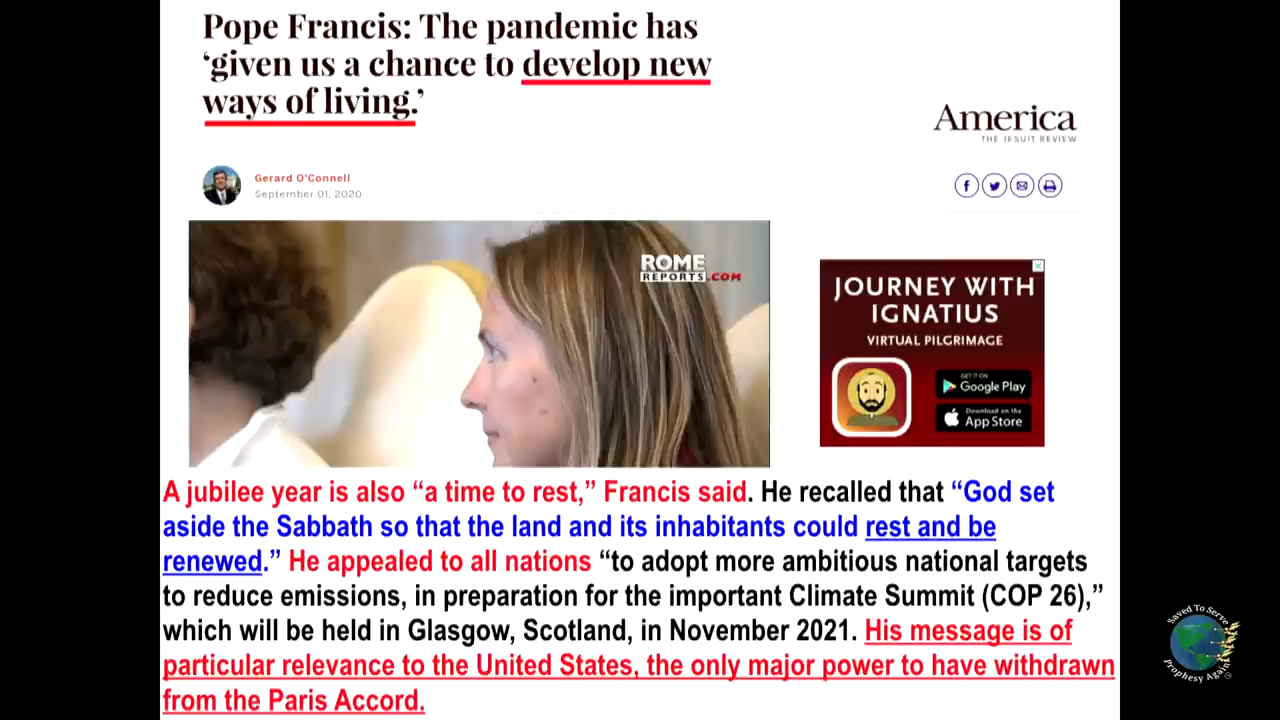 Pope Francis: The pandemic has
‘given us a chance to develop new
ways of living.’
America
THE JESUIT REVIEW
Gerard O'Connell
September 01, 2020
ROME
REPORTS.COM
JOURNEY WITH
IGNATIUS
VIRTUAL PILGRIMAGE
GET IT ON
Google Play
Download on the
App Store
A jubilee year is also “a time to rest,” Francis said. He recalled that “God set
aside the Sabbath so that the land and its inhabitants could rest and be
renewed.” He appealed to all nations “to adopt more ambitious national targets
to reduce emissions, in preparation for the important Climate Summit (COP 26),”
which will be held in Glasgow, Scotland, in November 2021. His message is of
particular relevance to the United States, the only major power to have withdrawn
from the Paris Accord.
Saved To Serve
Prophesy Again